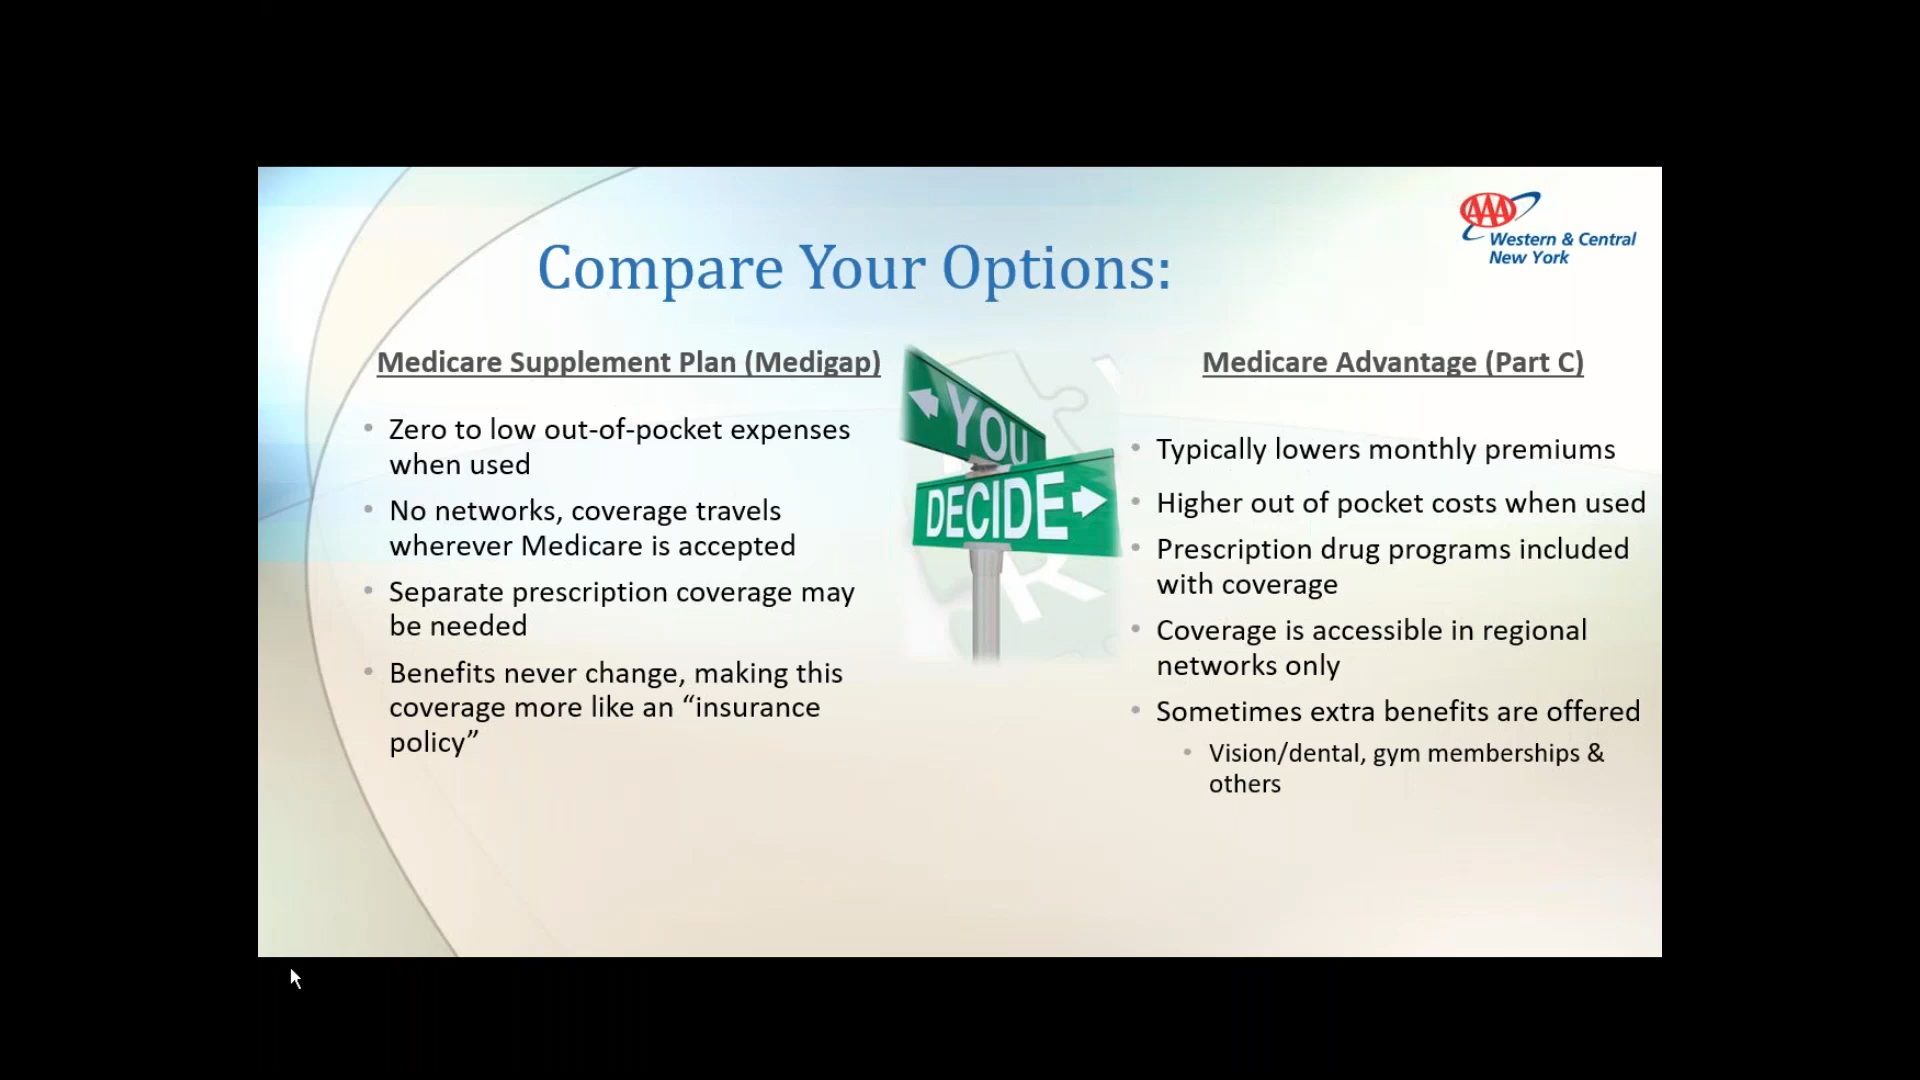 AAA
Western & Central
New York
Compare Your Options:
Medicare Supplement Plan (Medigap)
Zero to low out-of-pocket expenses
when used
No networks, coverage travels
wherever Medicare is accepted
Separate prescription coverage may
be needed
Benefits never change, making this
coverage more like an “insurance
policy”
YOU
DECIDE
Medicare Advantage (Part C)
Typically lowers monthly premiums
Higher out of pocket costs when used
Prescription drug programs included
with coverage
Coverage is accessible in regional
networks only
Sometimes extra benefits are offered
Vision/dental, gym memberships &
others